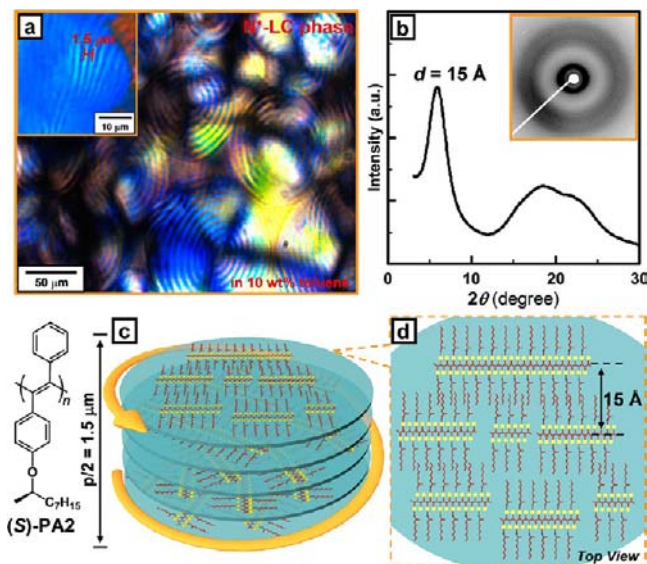 a
N*-LC phase
1.5 μm
H
10 μm
50 μm
in 10 wt% toluene
b
d = 15 Å
Intensity (a.u.)
0
10
20
30
2θ (degree)
n
O
C7H15
(S)-PA2
p/2 = 1.5 μm
c
d
15 Å
Top View